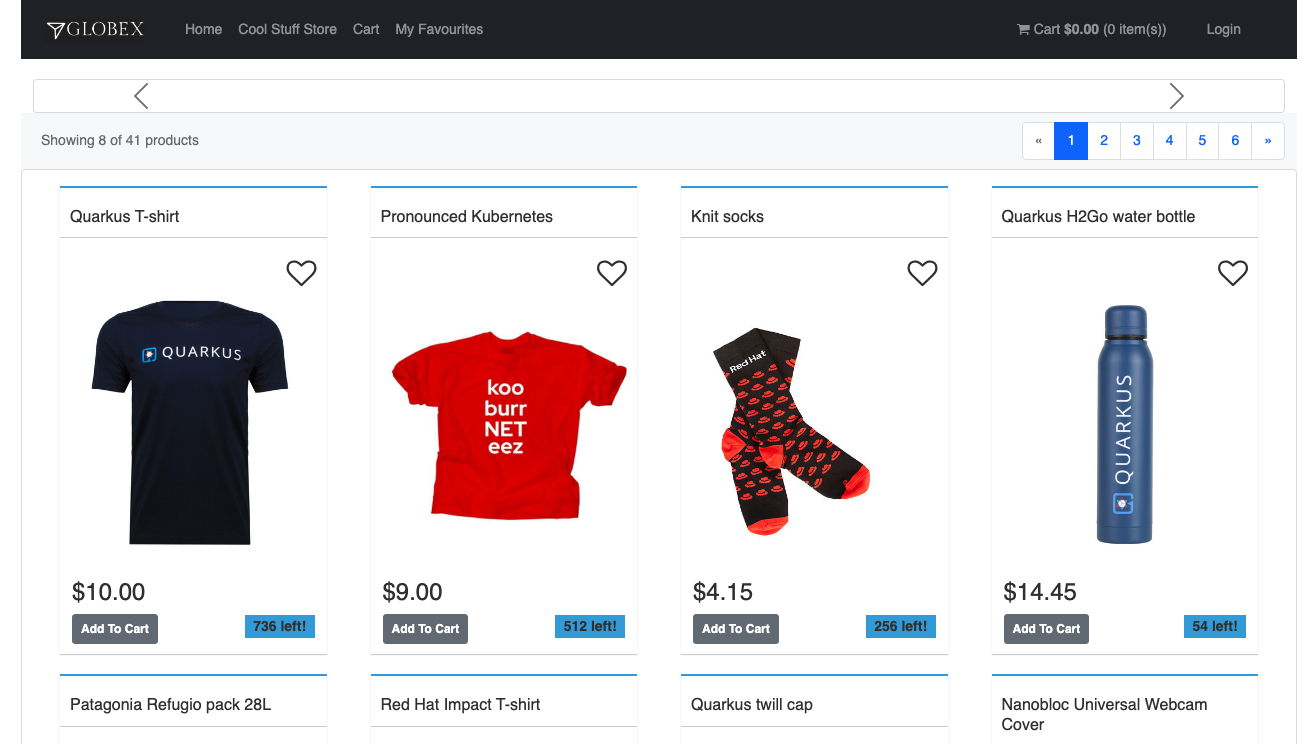 GLOBEX Home Cool Stuff Store Cart My Favourites Cart $0.00 (0 item(s)) Login
Showing 8 of 41 products
« 1 2 3 4 5 6 »
Quarkus T-shirt
Pronounced Kubernetes
Knit socks
Quarkus H2Go water bottle
QUARKUS
koo
burr
NET
eez
Red Hat
QUARKUS
$10.00
$9.00
$4.15
$14.45
Add To Cart 736 left!
Add To Cart 512 left!
Add To Cart 256 left!
Add To Cart 54 left!
Patagonia Refugio pack 28L
Red Hat Impact T-shirt
Quarkus twill cap
Nanobloc Universal Webcam
Cover